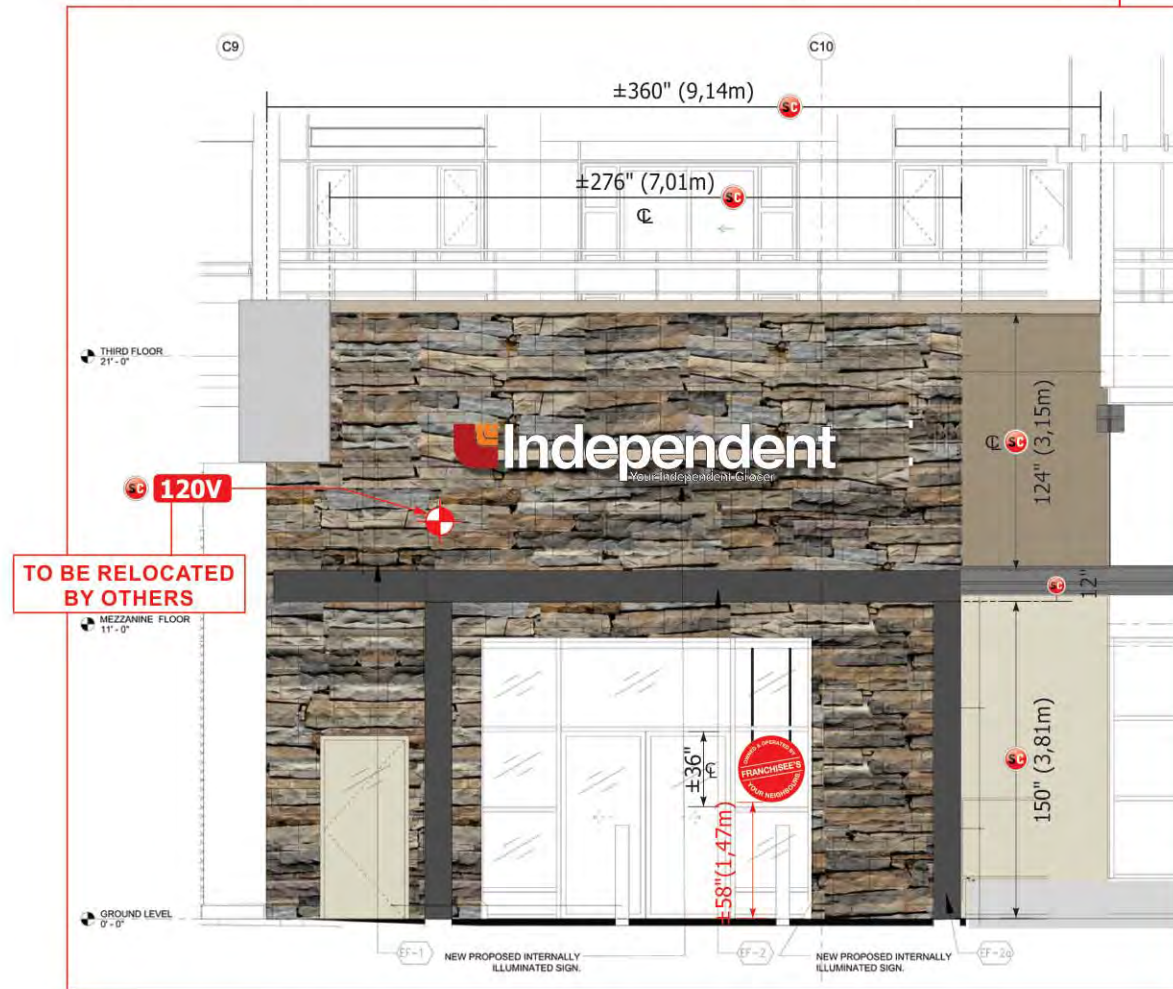 C9
C10
±360" (9,14m)
SC
±276" (7,01m)
SC
℄
THIRD FLOOR
21' - 0"
Independent
Your Independent Grocer
124" (3,15m)
℄ SC
SC 120V
TO BE RELOCATED
BY OTHERS
MEZZANINE FLOOR
11' - 0"
SC
12"
±36"
℄
OWNED & OPERATED BY
FRANCHISEE'S
YOUR NEIGHBOURS
±58"(1,47m)
150" (3,81m)
SC
GROUND LEVEL
0' - 0"
EF-1
NEW PROPOSED INTERNALLY
ILLUMINATED SIGN.
EF-2
NEW PROPOSED INTERNALLY
ILLUMINATED SIGN.
EF-2a